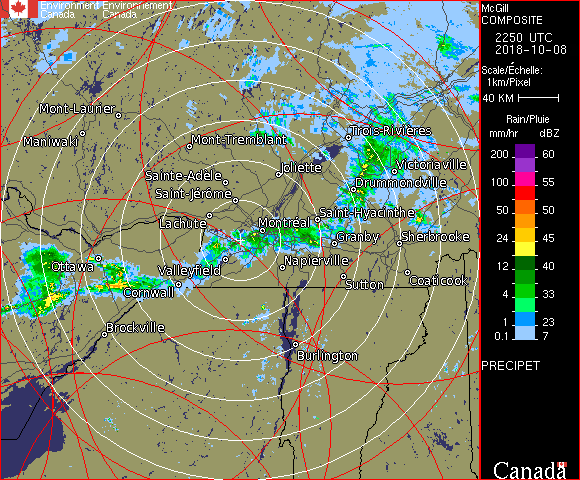 Environment Environnement
Canada Canada
McGill
COMPOSITE
2250 UTC
2018-10-08
Scale/Échelle:
1km/Pixel
40 KM
Rain/Pluie
mm/hr dBZ
200 60
100 55
50 50
24 45
12 40
4 33
1 23
0.1 7
PRECIPET
Canada
Mont-Laurier
Maniwaki
Mont-Tremblant
Trois-Rivières
Sainte-Adèle
Joliette
Victoriaville
Saint-Jérôme
Drummondville
Lachute
Saint-Hyacinthe
Montréal
Granby
Sherbrooke
Ottawa
Valleyfield
Napierville
Cornwall
Sutton
Coaticook
Brockville
Burlington